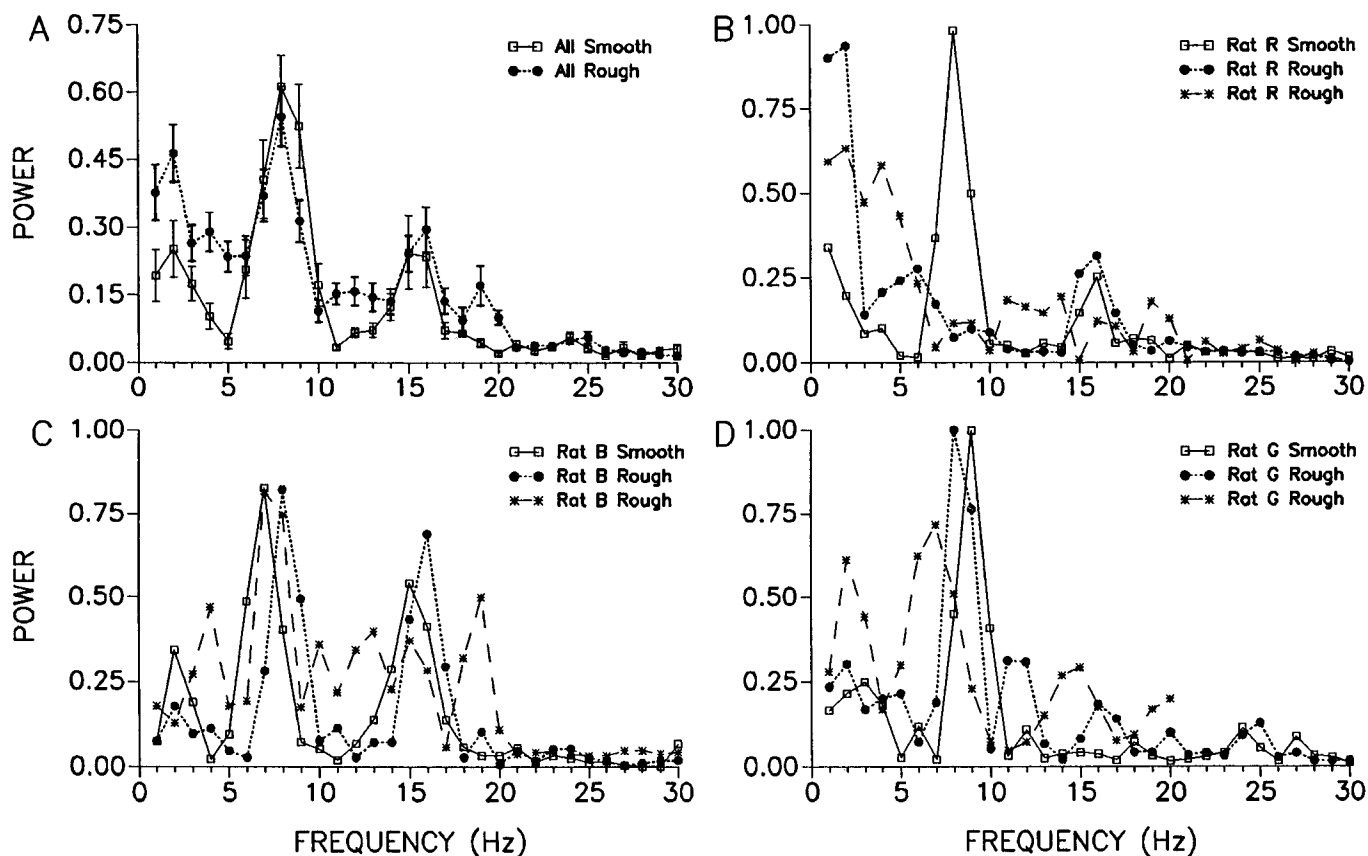 A
0.75
0.60
0.45
0.30
0.15
0.00
POWER
0 5 10 15 20 25 30
All Smooth
All Rough
B
1.00
0.75
0.50
0.25
0.00
0 5 10 15 20 25 30
Rat R Smooth
Rat R Rough
Rat R Rough
C
1.00
0.75
0.50
0.25
0.00
POWER
0 5 10 15 20 25 30
FREQUENCY (Hz)
Rat B Smooth
Rat B Rough
Rat B Rough
D
1.00
0.75
0.50
0.25
0.00
0 5 10 15 20 25 30
FREQUENCY (Hz)
Rat G Smooth
Rat G Rough
Rat G Rough